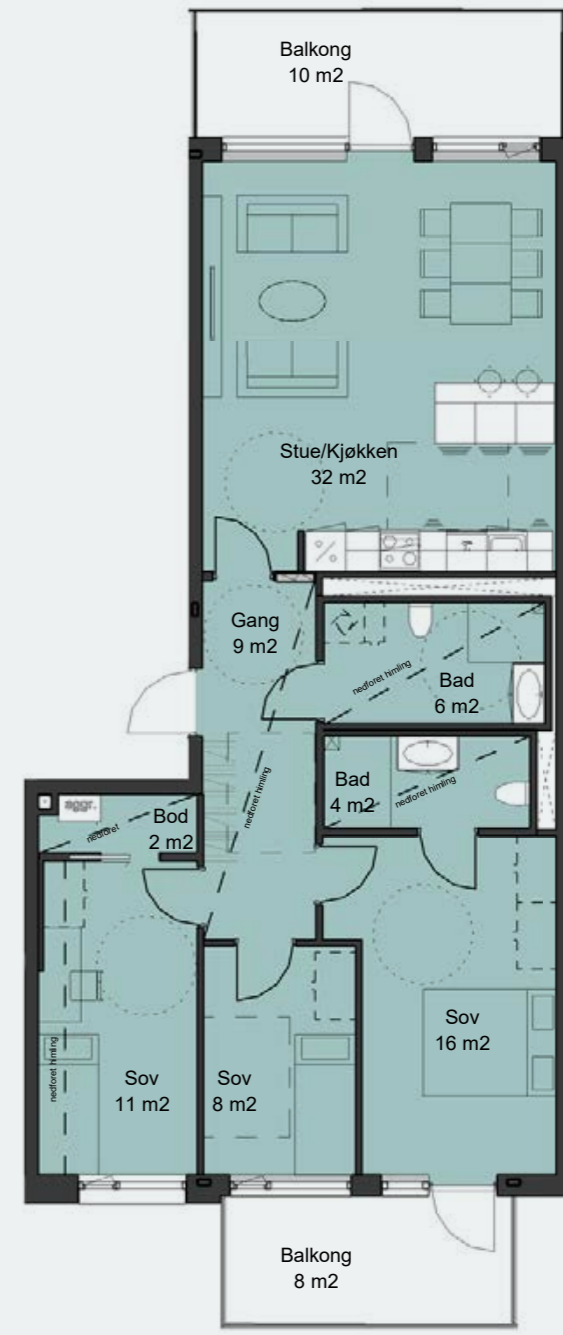 Balkong
10 m2
Stue/Kjøkken
32 m2
Gang
9 m2
nedforet himling
Bad
6 m2
nedforet himling
Bad
4 m2
nedforet himling
aggr.
Bod
2 m2
nedforet
Sov
16 m2
nedforet himling
Sov
11 m2
Sov
8 m2
Balkong
8 m2